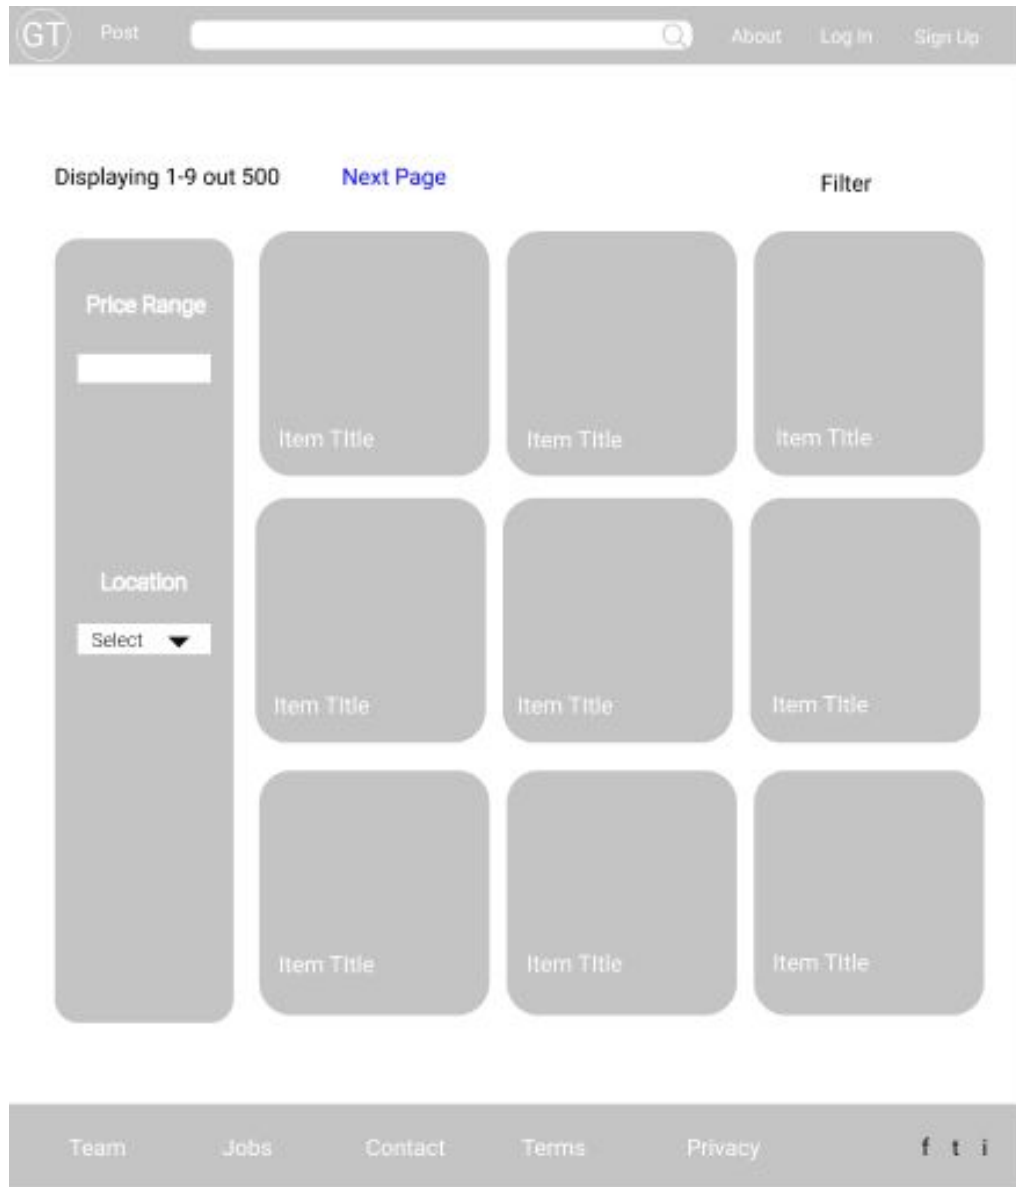 GT Post About Log In Sign Up
Displaying 1-9 out 500 Next Page Filter
Price Range
Item TItle Item TItle Item TItle
Location
Select
Item TItle Item TItle Item TItle
Item TItle Item TItle Item TItle
Team Jobs Contact Terms Privacy f t i